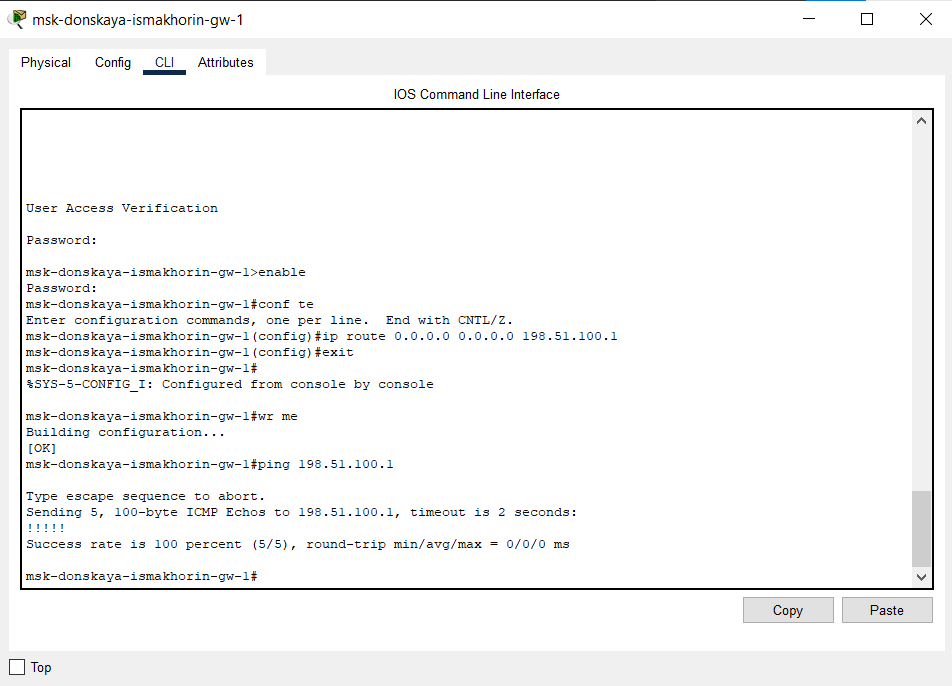 msk-donskaya-ismakhorin-gw-1
Physical Config CLI Attributes
IOS Command Line Interface
User Access Verification
Password:
msk-donskaya-ismakhorin-gw-1>enable
Password:
msk-donskaya-ismakhorin-gw-1#conf te
Enter configuration commands, one per line.  End with CNTL/Z.
msk-donskaya-ismakhorin-gw-1(config)#ip route 0.0.0.0 0.0.0.0 198.51.100.1
msk-donskaya-ismakhorin-gw-1(config)#exit
msk-donskaya-ismakhorin-gw-1#
%SYS-5-CONFIG_I: Configured from console by console
msk-donskaya-ismakhorin-gw-1#wr me
Building configuration...
[OK]
msk-donskaya-ismakhorin-gw-1#ping 198.51.100.1
Type escape sequence to abort.
Sending 5, 100-byte ICMP Echos to 198.51.100.1, timeout is 2 seconds:
!!!!!
Success rate is 100 percent (5/5), round-trip min/avg/max = 0/0/0 ms
msk-donskaya-ismakhorin-gw-1#
Copy Paste
Top